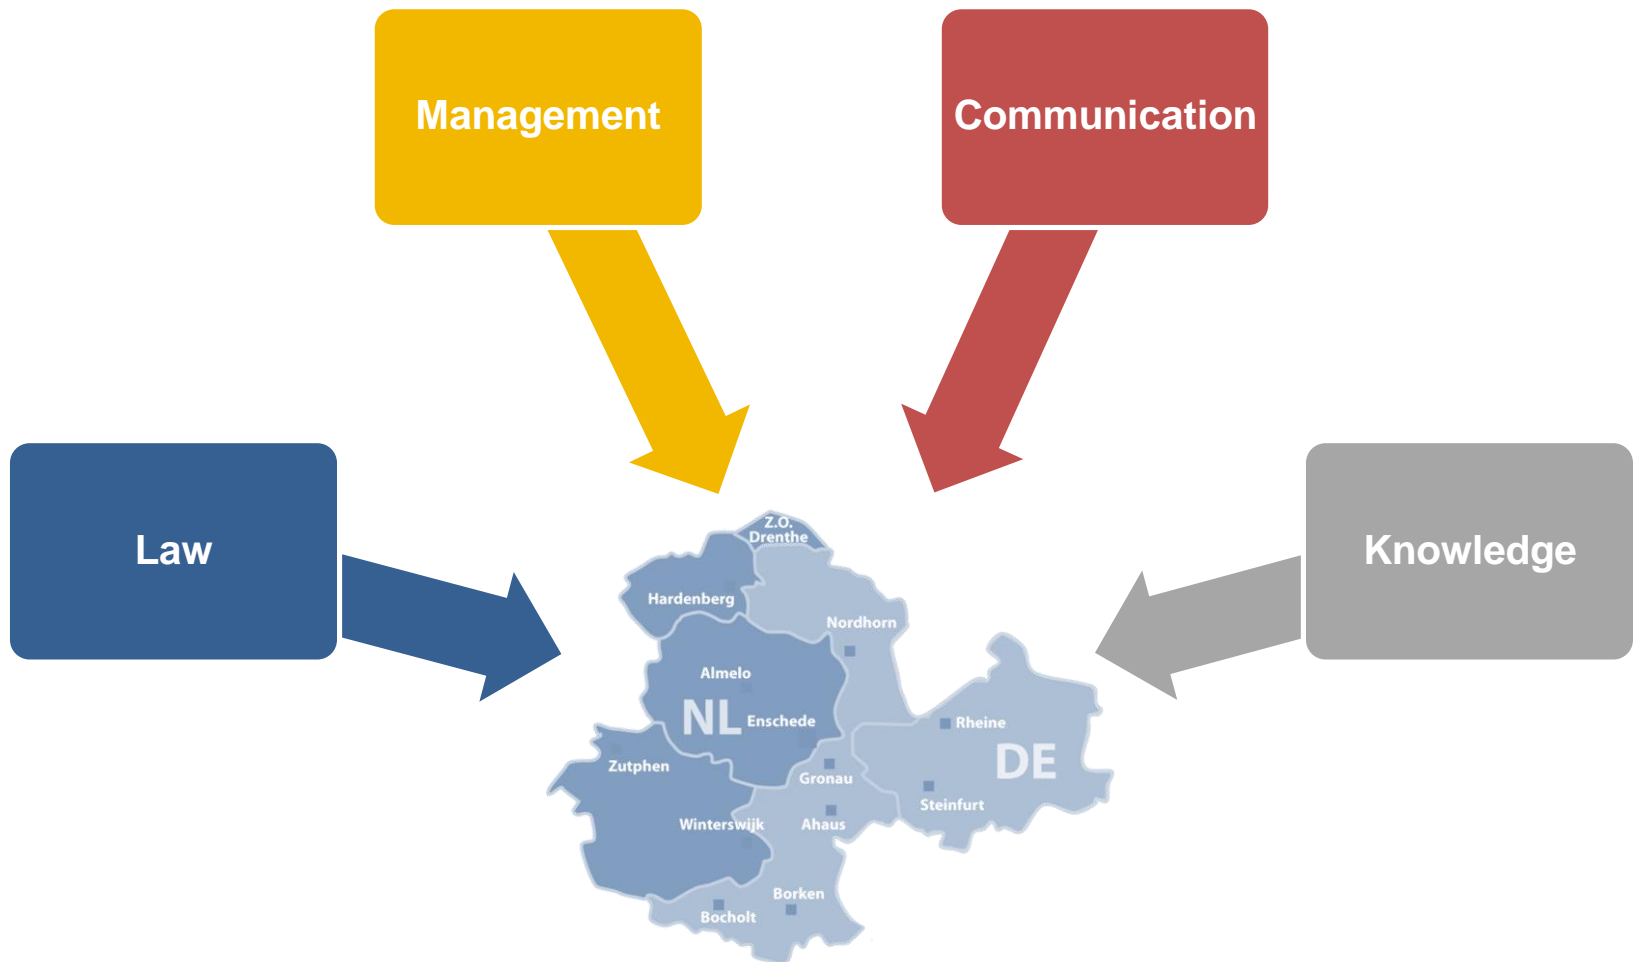 Management
Communication
Law
Knowledge
Z.O.
Drenthe
Hardenberg
Nordhorn
Almelo
NL
Enschede
Rheine
DE
Zutphen
Gronau
Steinfurt
Winterswijk
Ahaus
Borken
Bocholt